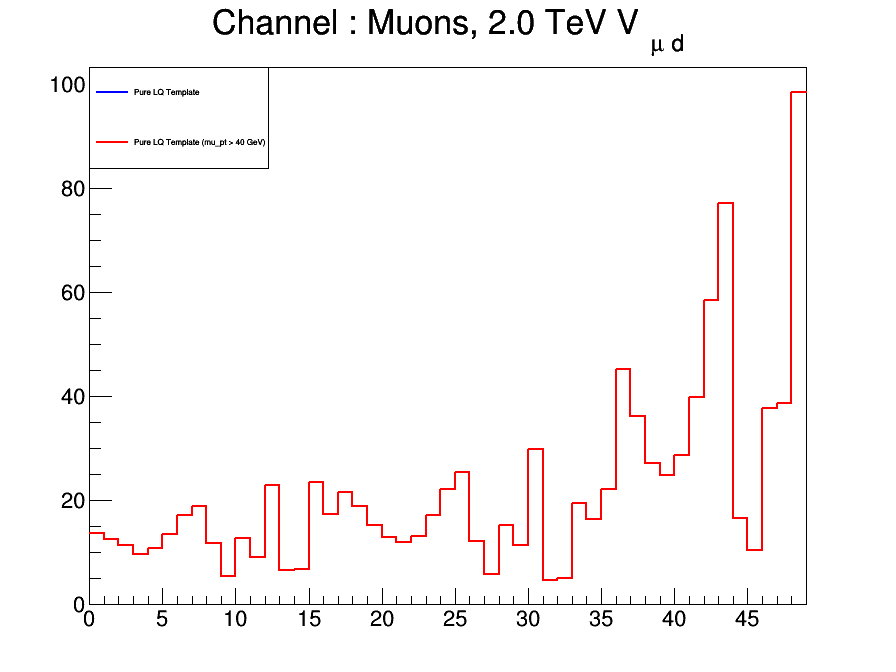 Channel : Muons, 2.0 TeV V μ d
Pure LQ Template
Pure LQ Template (mu_pt > 40 GeV)
100
80
60
40
20
0
0 5 10 15 20 25 30 35 40 45